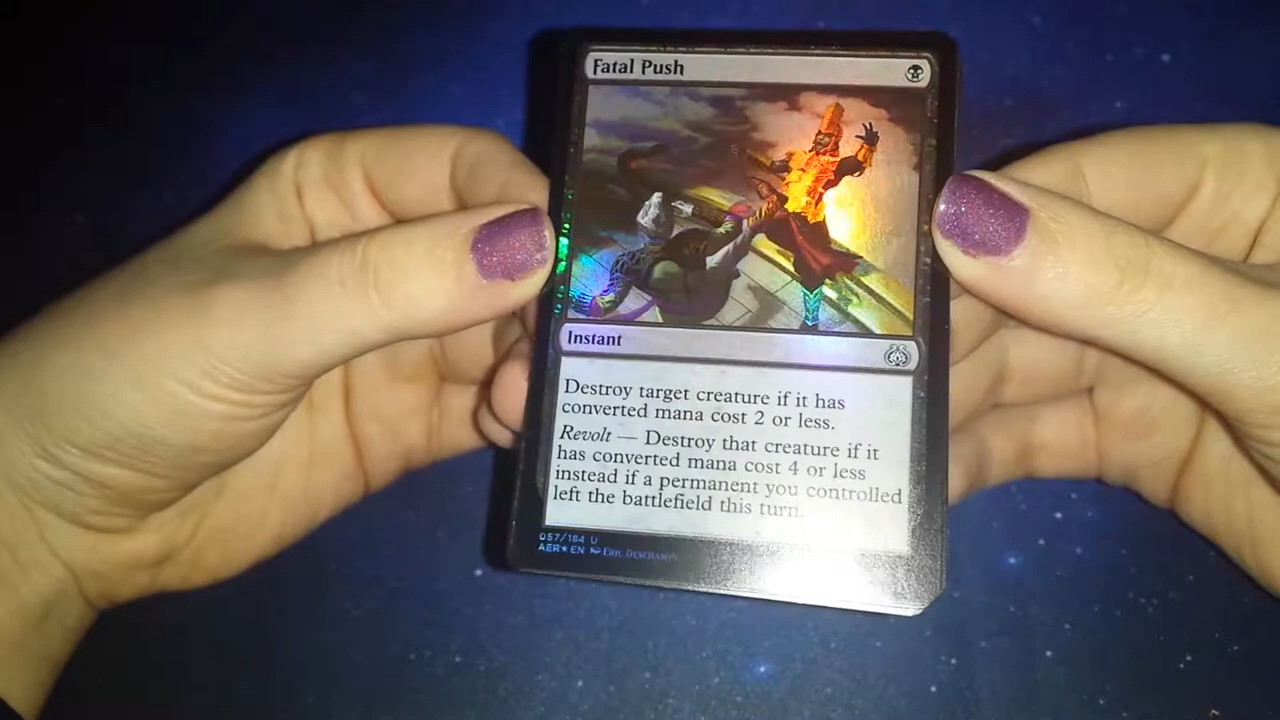 Fatal Push
Instant
Destroy target creature if it has
converted mana cost 2 or less.
Revolt — Destroy that creature if it
has converted mana cost 4 or less
instead if a permanent you controlled
left the battlefield this turn.
057/184 U
AER★EN Eric Deschamps